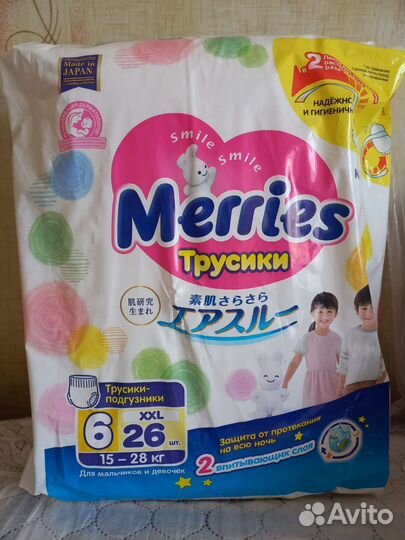 Made in
JAPAN
в 2
НАДЁЖНО
И ГИГИЕНИЧН
Smile Smile
Merries
Трусики
肌研究
生まれ
素肌さらさら
エアスルー
Трусики-
подгузники
6
XXL
26 шт.
15 – 28 кг
Для мальчиков и девочек
Защита от протекания
на всю ночь
2 впитывающих слоя
Avito